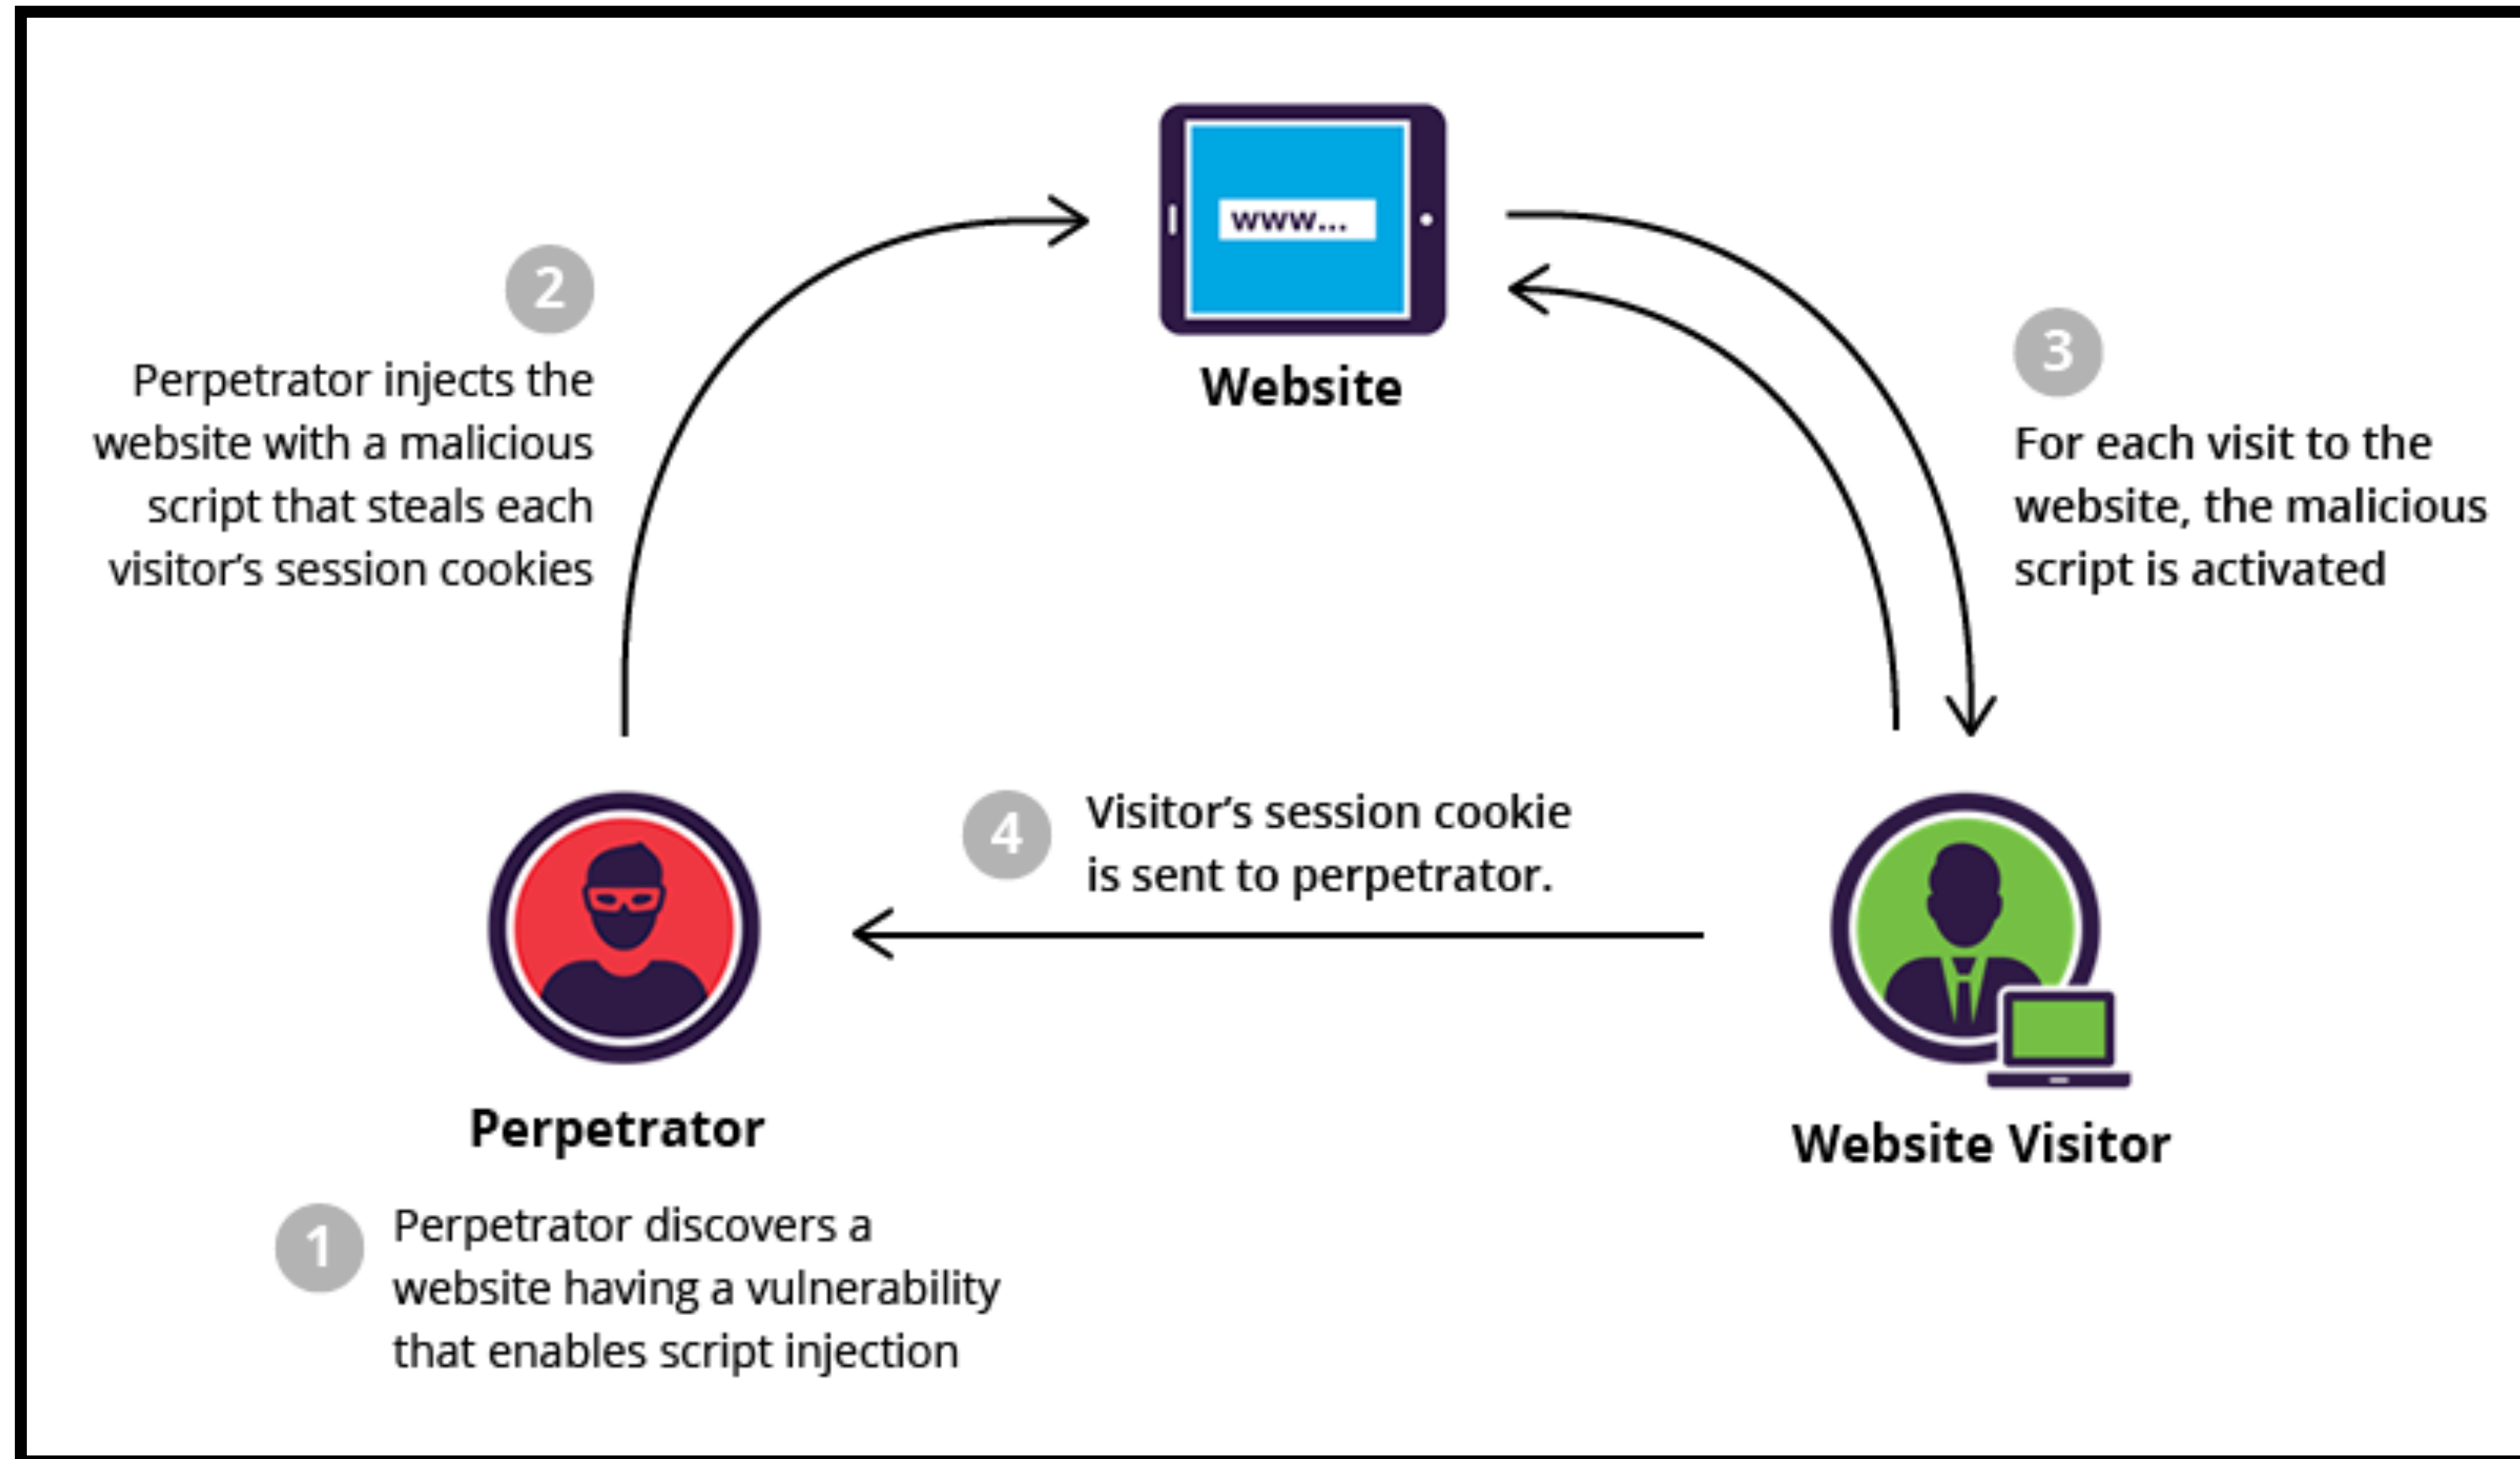 www...
Website
2
Perpetrator injects the
website with a malicious
script that steals each
visitor’s session cookies
3
For each visit to the
website, the malicious
script is activated
4
Visitor’s session cookie
is sent to perpetrator.
Perpetrator
Website Visitor
1
Perpetrator discovers a
website having a vulnerability
that enables script injection